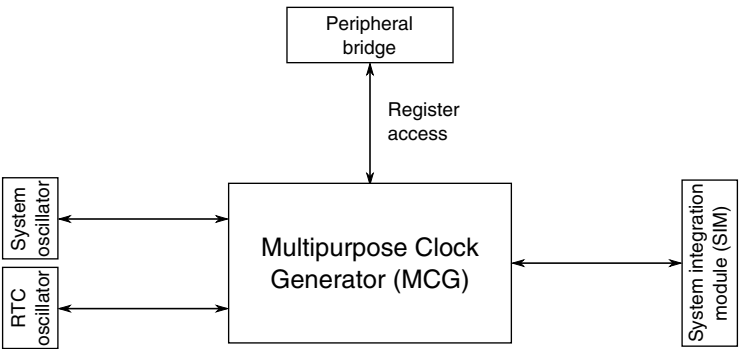 Peripheral
bridge
Register
access
System
oscillator
Multipurpose Clock
Generator (MCG)
RTC
oscillator
System integration
module (SIM)